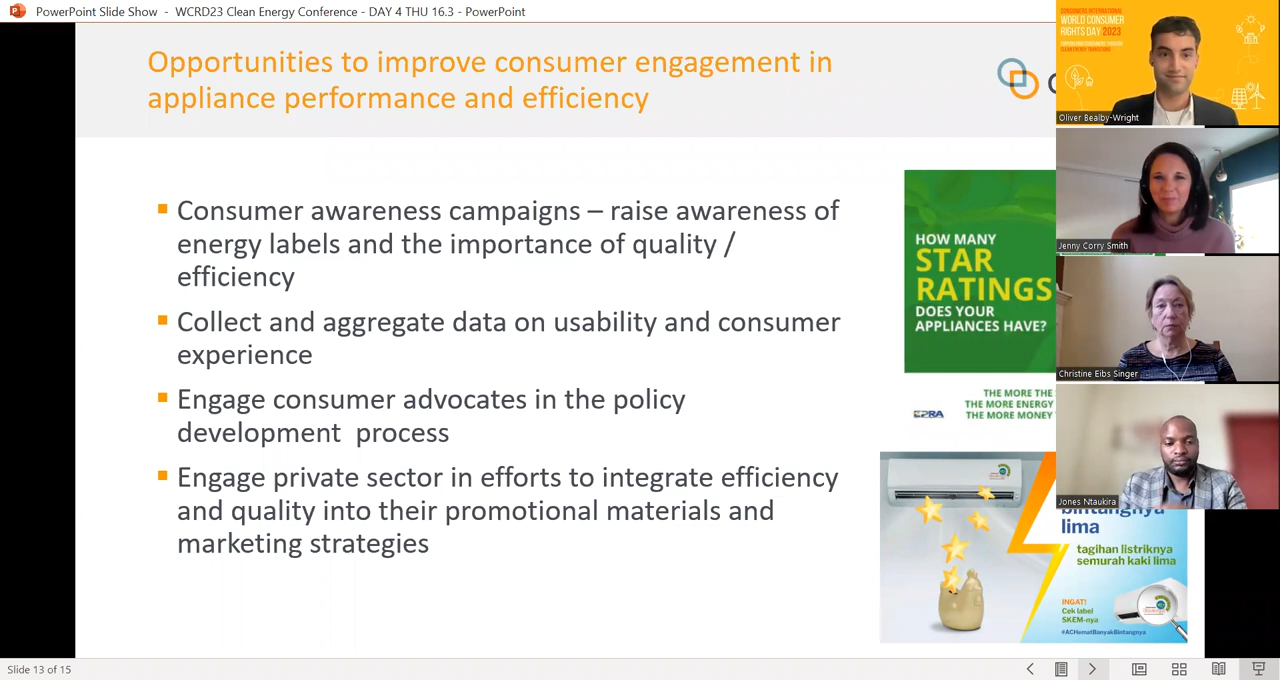 PowerPoint Slide Show - WCRD23 Clean Energy Conference - DAY 4 THU 16.3 - PowerPoint
Opportunities to improve consumer engagement in
appliance performance and efficiency
▪ Consumer awareness campaigns – raise awareness of
energy labels and the importance of quality /
efficiency
▪ Collect and aggregate data on usability and consumer
experience
▪ Engage consumer advocates in the policy
development process
▪ Engage private sector in efforts to integrate efficiency
and quality into their promotional materials and
marketing strategies
HOW MANY
STAR
RATINGS
DOES YOUR
APPLIANCES HAVE?
THE MORE THE
THE MORE ENERGY
THE MORE MONEY
EPRA
bintangnya
lima
tagihan listriknya
semurah kaki lima
INGAT!
Cek label
SKEM-nya
#ACHematBanyakBintangnya
CONSUMERS INTERNATIONAL
WORLD CONSUMER
RIGHTS DAY 2023
CLEAN ENERGY TRANSITIONS
Oliver Bealby-Wright
Jenny Corry Smith
Christine Eibs Singer
Jones Ntaukira
Slide 13 of 15